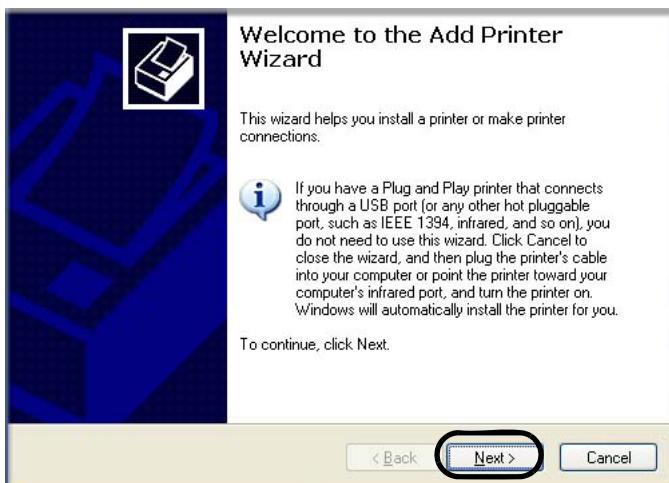 Welcome to the Add Printer
Wizard
This wizard helps you install a printer or make printer
connections.
If you have a Plug and Play printer that connects
through a USB port (or any other hot pluggable
port, such as IEEE 1394, infrared, and so on), you
do not need to use this wizard. Click Cancel to
close the wizard, and then plug the printer's cable
into your computer or point the printer toward your
computer's infrared port, and turn the printer on.
Windows will automatically install the printer for you.
To continue, click Next.
< Back Next > Cancel